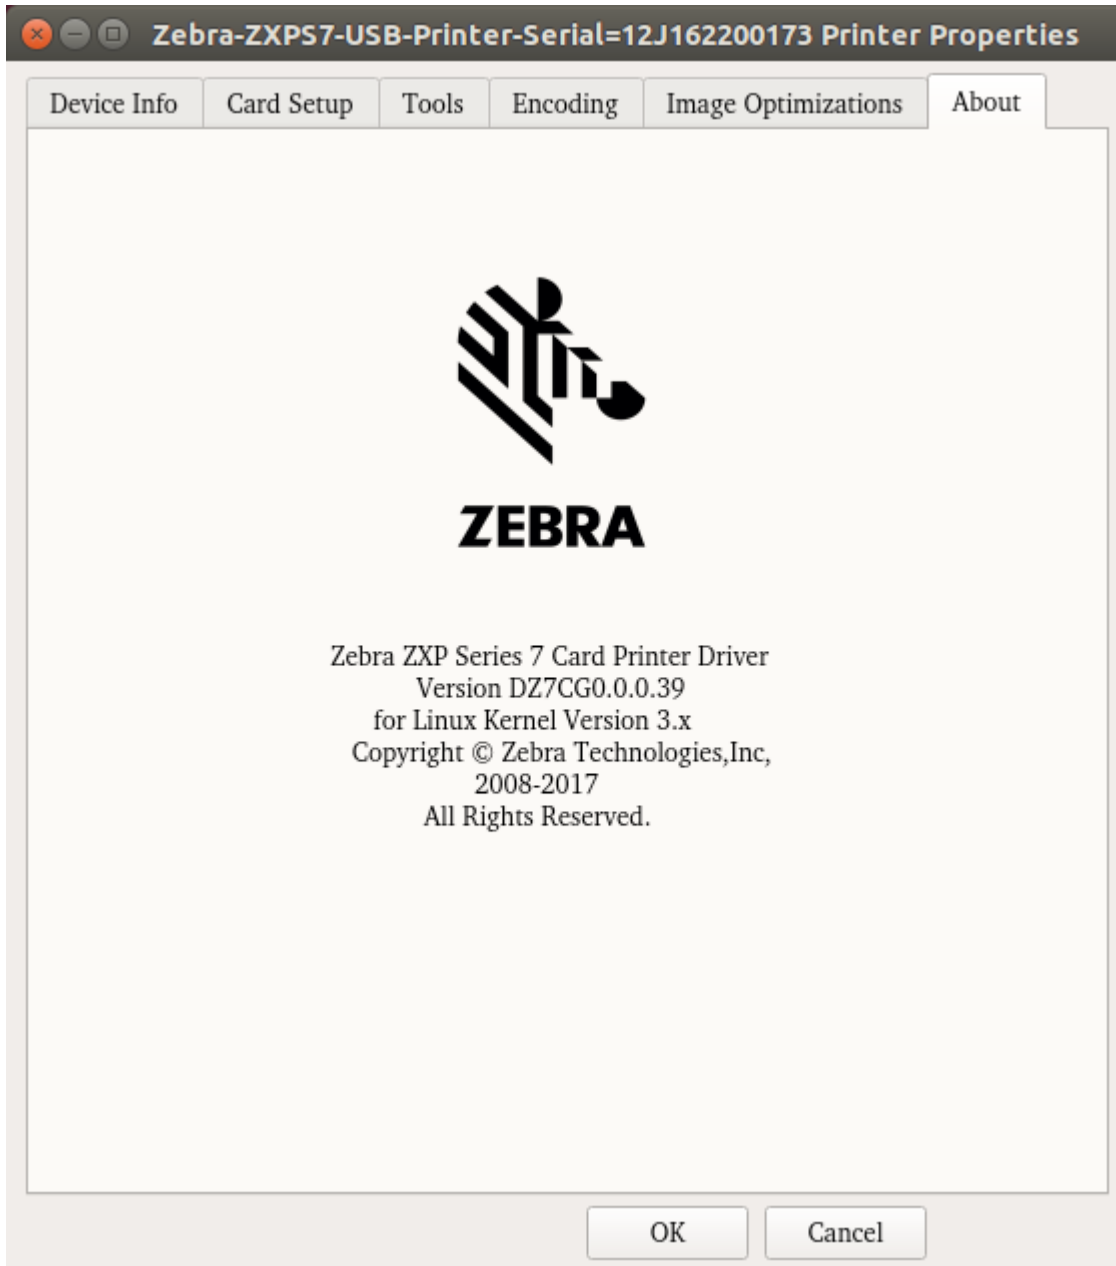 Zebra-ZXPS7-USB-Printer-Serial=12J162200173 Printer Properties
Device Info Card Setup Tools Encoding Image Optimizations About
ZEBRA
Zebra ZXP Series 7 Card Printer Driver
Version DZ7CG0.0.0.39
for Linux Kernel Version 3.x
Copyright © Zebra Technologies,Inc,
2008-2017
All Rights Reserved.
OK Cancel